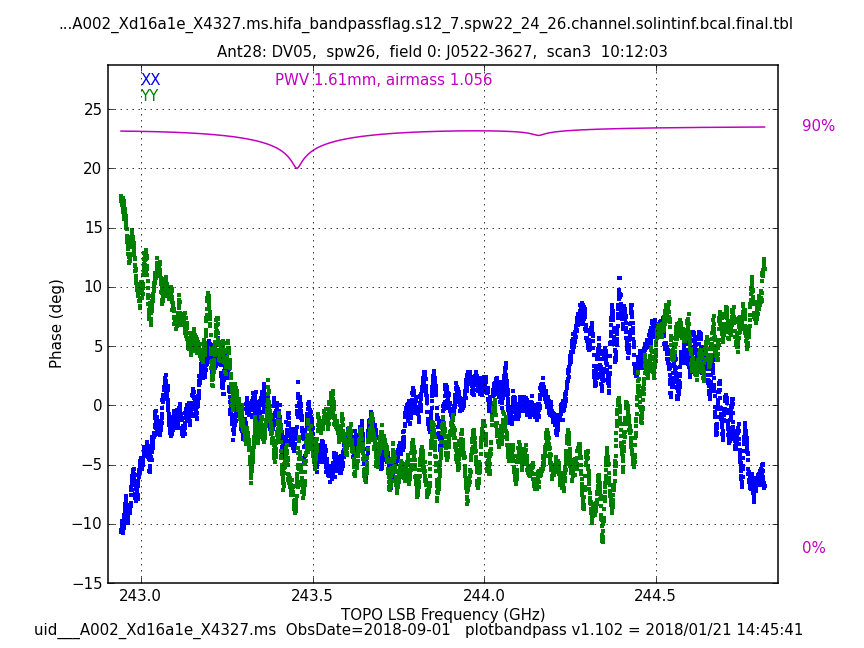 ...A002_Xd16a1e_X4327.ms.hifa_bandpassflag.s12_7.spw22_24_26.channel.solintinf.bcal.final.tbl
Ant28: DV05, spw26, field 0: J0522-3627, scan3 10:12:03
XX
PWV 1.61mm, airmass 1.056
YY
25
90%
20
15
10
5
0
−5
−10
0%
−15
243.0
243.5
244.0
244.5
Phase (deg)
TOPO LSB Frequency (GHz)
uid___A002_Xd16a1e_X4327.ms ObsDate=2018-09-01 plotbandpass v1.102 = 2018/01/21 14:45:41